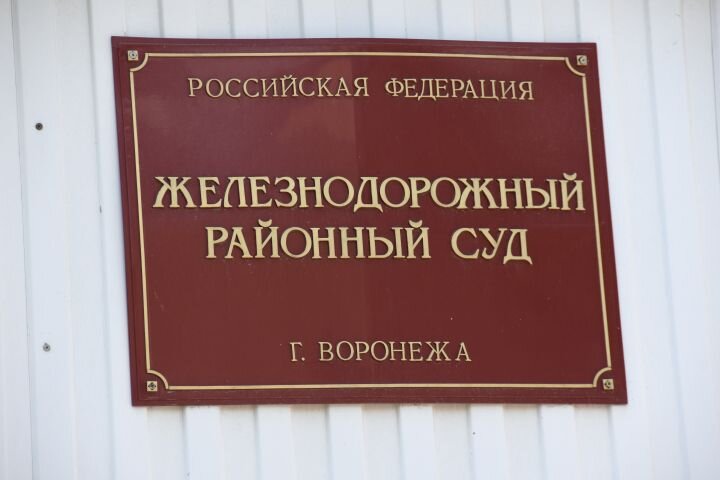 РОССИЙСКАЯ ФЕДЕРАЦИЯ
ЖЕЛЕЗНОДОРОЖНЫЙ
РАЙОННЫЙ СУД
Г. ВОРОНЕЖА